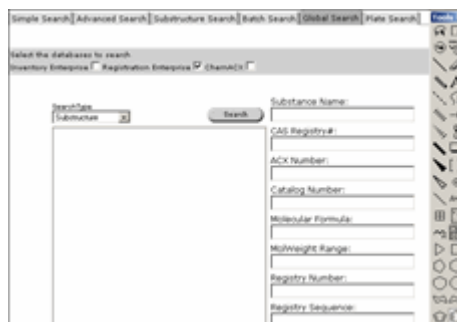 Simple Search Advanced Search Substructure Search Batch Search Global Search Plate Search
Tools
Select the databases to search
Inventory Enterprise Registration Enterprise ChemACX
SearchType
Substructure
Search
Substance Name:
CAS Registry#:
ACX Number:
Catalog Number:
Molecular Formula:
MolWeight Range:
Registry Number:
Registry Sequence: